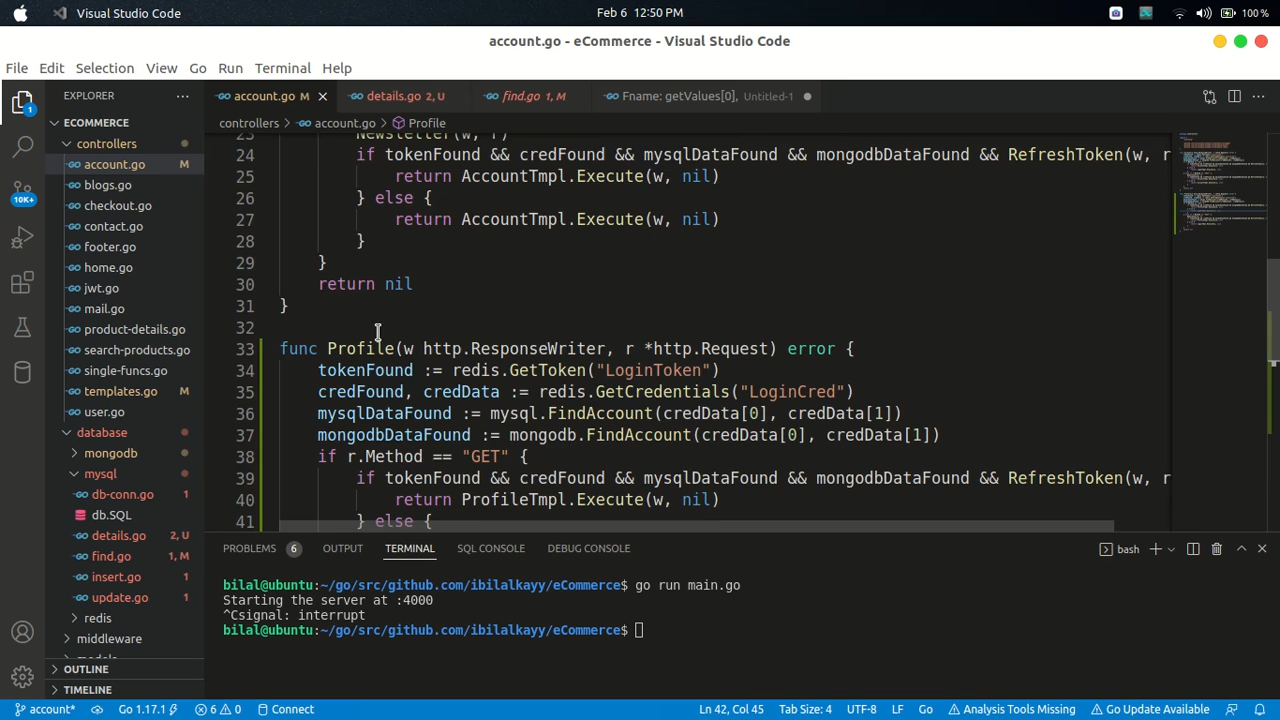 Visual Studio Code
Feb 6 12:50 PM
100 %
account.go - eCommerce - Visual Studio Code
File Edit Selection View Go Run Terminal Help
EXPLORER
account.go M
details.go 2, U
find.go 1, M
Fname: getValues[0], Untitled-1
ECOMMERCE
controllers > account.go > Profile
controllers
account.go M
blogs.go
checkout.go
contact.go
footer.go
home.go
jwt.go
mail.go
product-details.go
search-products.go
single-funcs.go
templates.go M
user.go
database
mongodb
mysql
db-conn.go 1
db.SQL
details.go 2, U
find.go 1, M
insert.go 1
update.go 1
redis
middleware
models
OUTLINE
TIMELINE
1
10K+
23 Newsletter(w, r)
24 if tokenFound && credFound && mysqlDataFound && mongodbDataFound && RefreshToken(w, r
25 return AccountTmpl.Execute(w, nil)
26 } else {
27 return AccountTmpl.Execute(w, nil)
28 }
29 }
30 return nil
31 }
32
33 func Profile(w http.ResponseWriter, r *http.Request) error {
34 tokenFound := redis.GetToken("LoginToken")
35 credFound, credData := redis.GetCredentials("LoginCred")
36 mysqlDataFound := mysql.FindAccount(credData[0], credData[1])
37 mongodbDataFound := mongodb.FindAccount(credData[0], credData[1])
38 if r.Method == "GET" {
39 if tokenFound && credFound && mysqlDataFound && mongodbDataFound && RefreshToken(w, r
40 return ProfileTmpl.Execute(w, nil)
41 } else {
PROBLEMS 6 OUTPUT TERMINAL SQL CONSOLE DEBUG CONSOLE
bash
bilal@ubuntu:~/go/src/github.com/ibilalkayy/eCommerce$ go run main.go
Starting the server at :4000
^Csignal: interrupt
bilal@ubuntu:~/go/src/github.com/ibilalkayy/eCommerce$
account* Go 1.17.1 6 0 Connect
Ln 42, Col 45 Tab Size: 4 UTF-8 LF Go Analysis Tools Missing Go Update Available